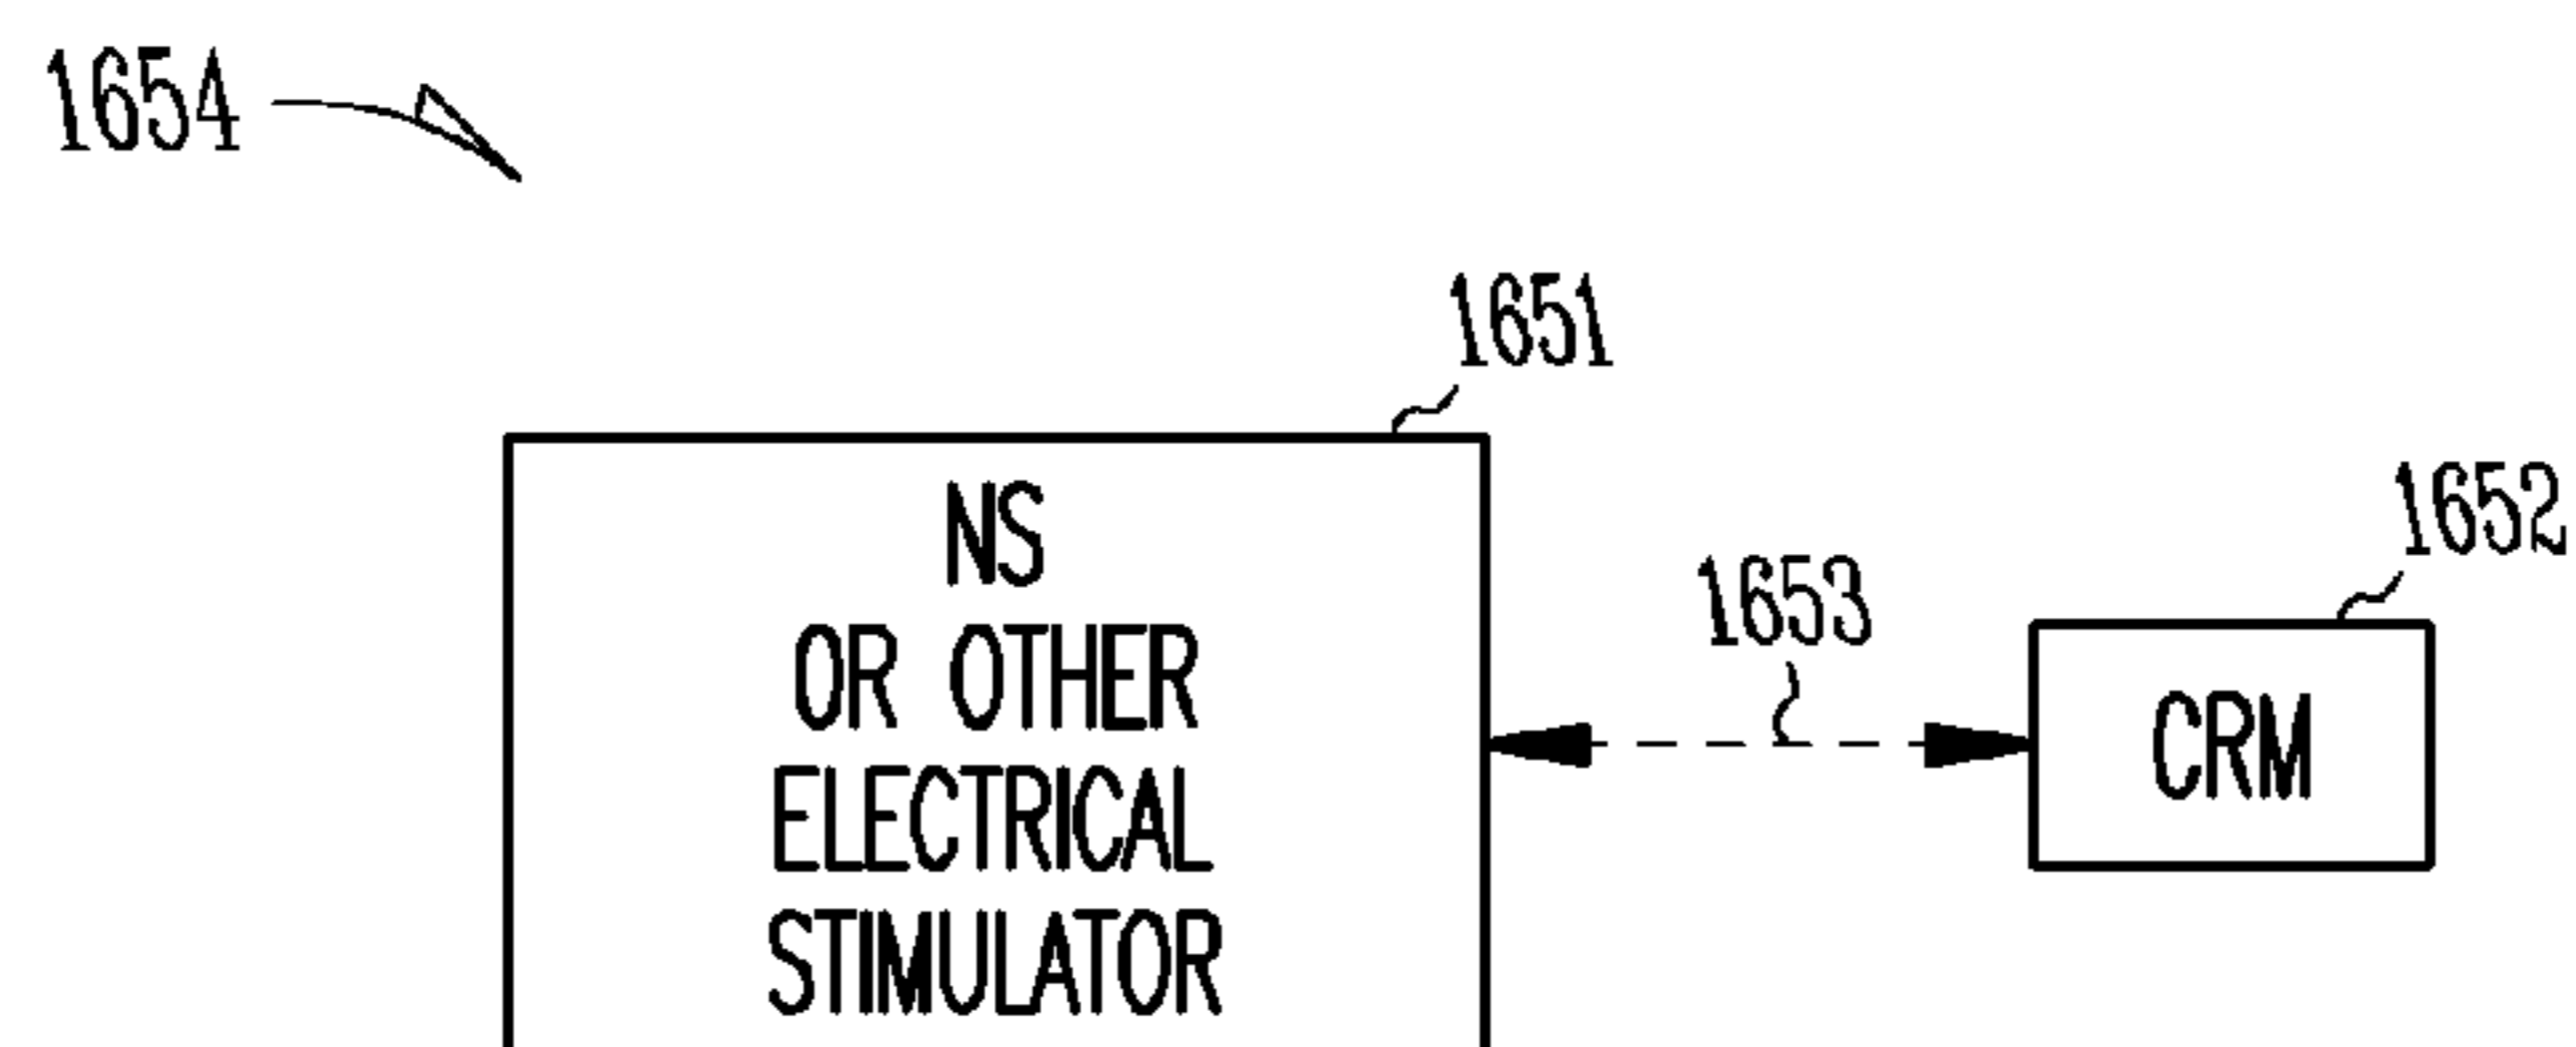 1654
1651
NS
OR OTHER
ELECTRICAL
STIMULATOR
1653
1652
CRM